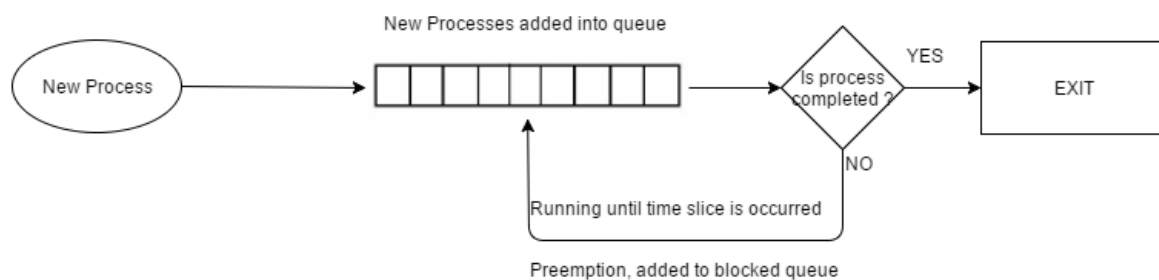 New Processes added into queue
New Process
Is process
completed ?
YES
EXIT
NO
Running until time slice is occurred
Preemption, added to blocked queue